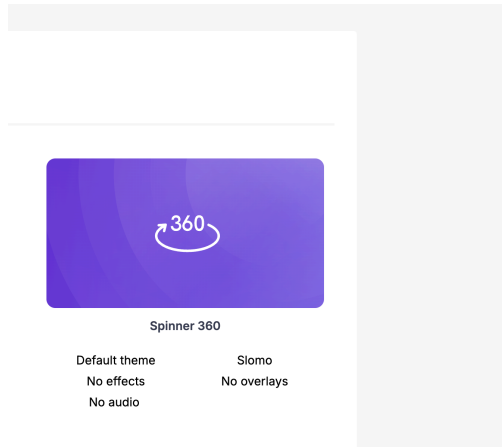 360
Spinner 360
Default theme
Slomo
No effects
No overlays
No audio